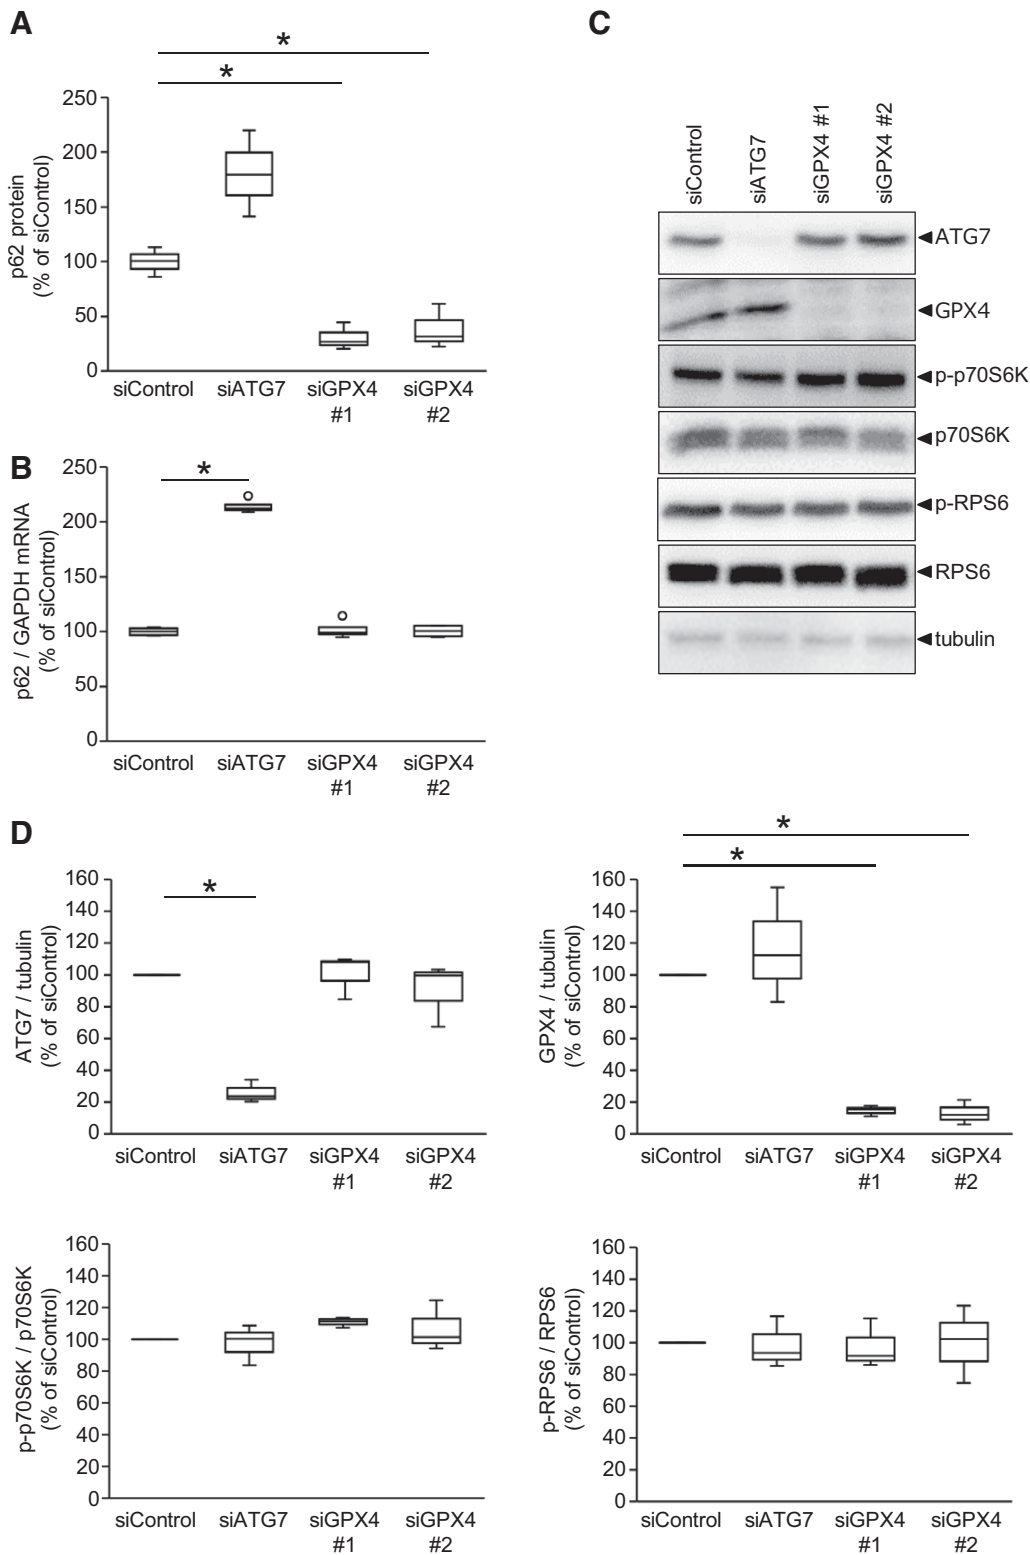 A
*
*
p62 protein
(% of siControl)
250
200
150
100
50
0
siControl siATG7 siGPX4 siGPX4
#1 #2
B
*
p62 / GAPDH mRNA
(% of siControl)
250
200
150
100
50
0
siControl siATG7 siGPX4 siGPX4
#1 #2
C
siControl
siATG7
siGPX4 #1
siGPX4 #2
ATG7
GPX4
p-p70S6K
p70S6K
p-RPS6
RPS6
tubulin
D
*
ATG7 / tubulin
(% of siControl)
160
140
120
100
80
60
40
20
0
siControl siATG7 siGPX4 siGPX4
#1 #2
*
*
GPX4 / tubulin
(% of siControl)
160
140
120
100
80
60
40
20
0
siControl siATG7 siGPX4 siGPX4
#1 #2
p-p70S6K / p70S6K
(% of siControl)
160
140
120
100
80
60
40
20
0
siControl siATG7 siGPX4 siGPX4
#1 #2
p-RPS6 / RPS6
(% of siControl)
160
140
120
100
80
60
40
20
0
siControl siATG7 siGPX4 siGPX4
#1 #2